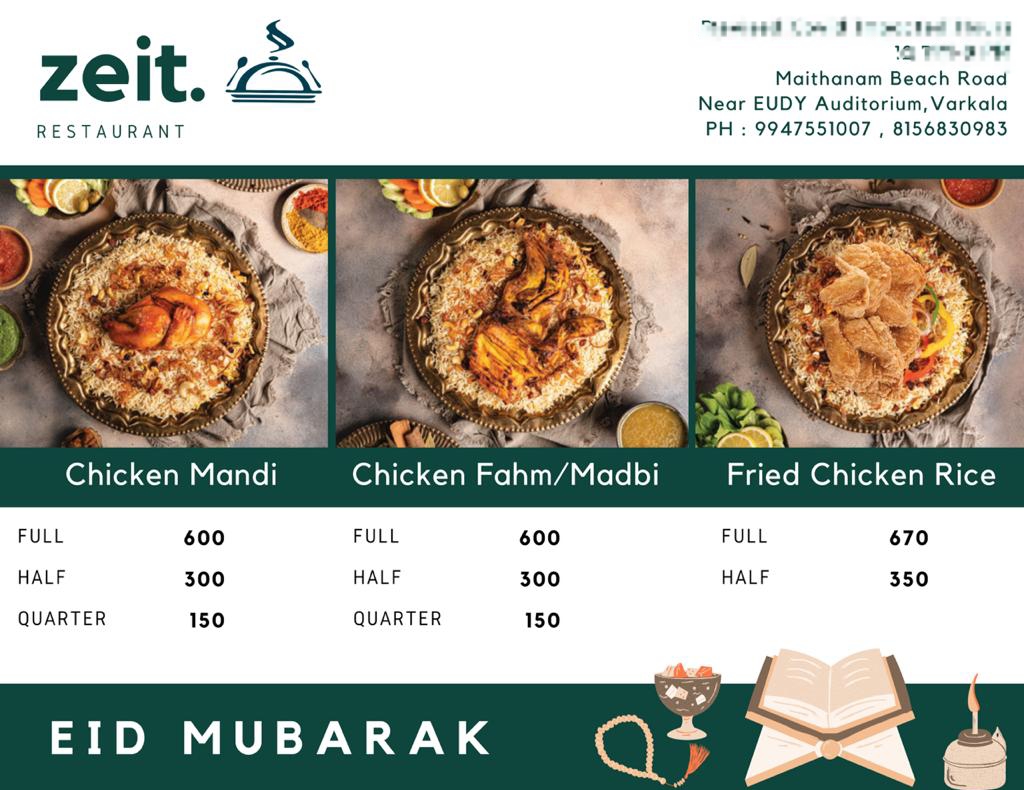 zeit.
RESTAURANT
Maithanam Beach Road
Near EUDY Auditorium,Varkala
PH : 9947551007 , 8156830983
Chicken Mandi
FULL 600
HALF 300
QUARTER 150
Chicken Fahm/Madbi
FULL 600
HALF 300
QUARTER 150
Fried Chicken Rice
FULL 670
HALF 350
EID MUBARAK